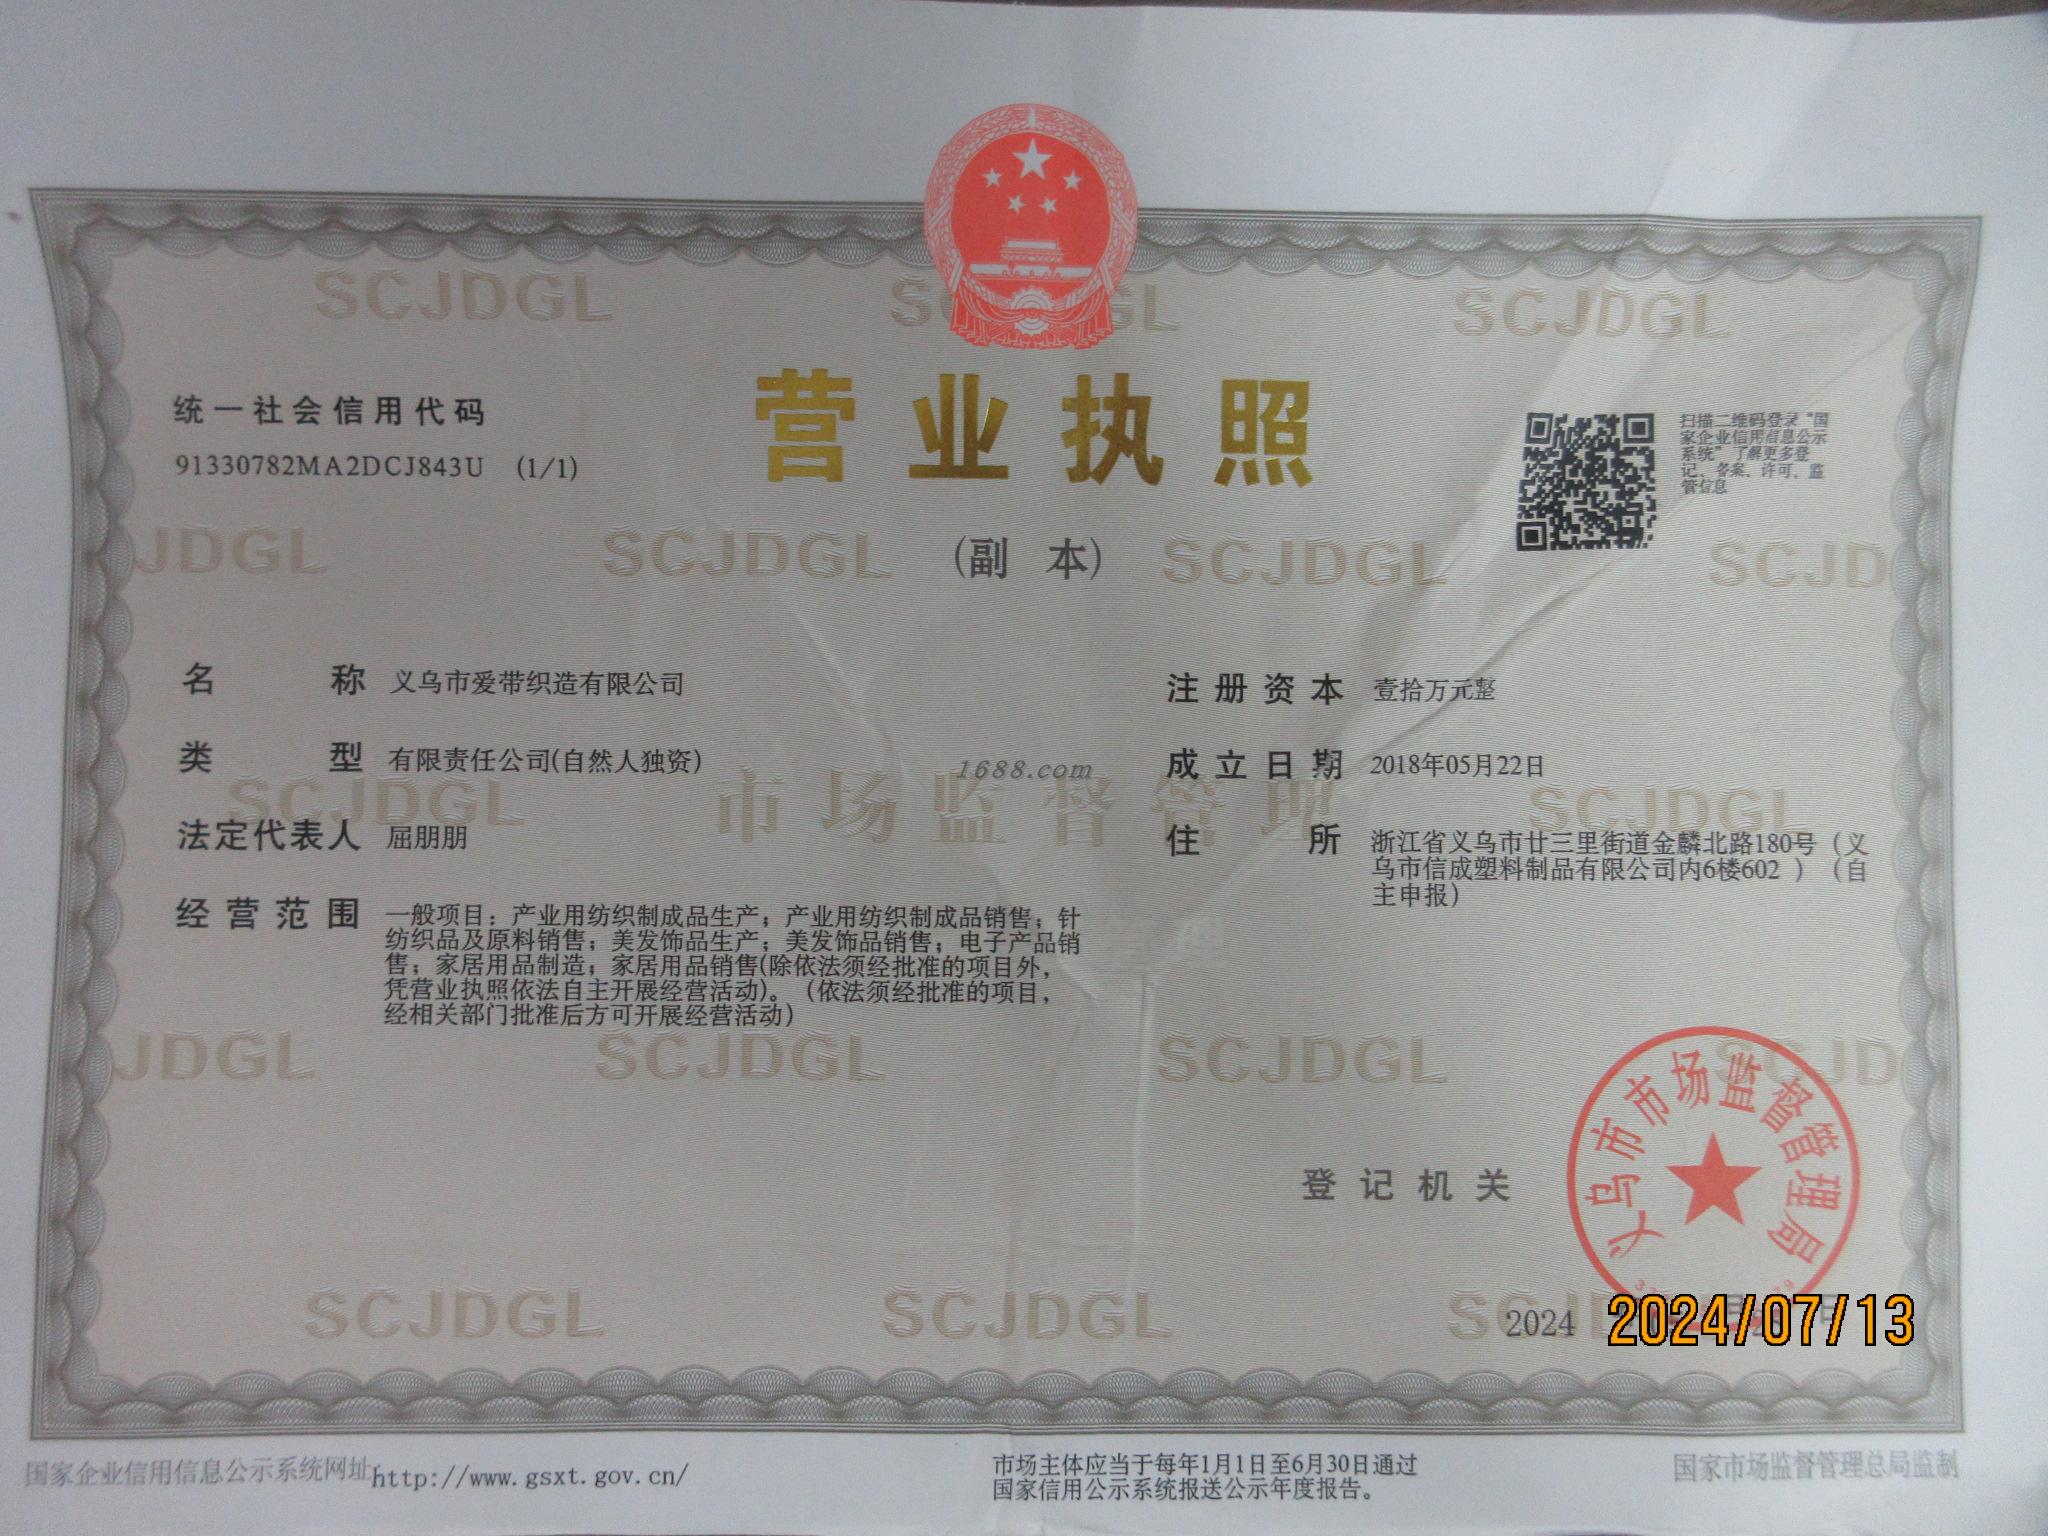 SCJDGL
SCJDGL
统一社会信用代码
91330782MA2DCJ843U (1/1)
营业执照
(副 本)
扫描二维码登录“国
家企业信用信息公示
系统”了解更多登
记、备案、许可、监
管信息
JDGL
SCJDGL
SCJDGL
SCJD
名 称 义乌市爱带织造有限公司
类 型 有限责任公司(自然人独资)
法定代表人 屈朋朋
经营范围 一般项目：产业用纺织制成品生产；产业用纺织制成品销售；针
纺织品及原料销售；美发饰品生产；美发饰品销售；电子产品销
售；家居用品制造；家居用品销售(除依法须经批准的项目外，
凭营业执照依法自主开展经营活动)。（依法须经批准的项目，
经相关部门批准后方可开展经营活动）
注册资本 壹拾万元整
成立日期 2018年05月22日
住 所 浙江省义乌市廿三里街道金麟北路180号（义
乌市信成塑料制品有限公司内6楼602 ）（自
主申报）
1688.com
SCJDGL
市场监督管理
SCJDGL
JDGL
SCJDGL
SCJDGL
SCJD
登记机关
义乌市市场监督管理局
SCJDGL
SCJDGL
2024
2024/07/13
国家企业信用信息公示系统网址：http://www.gsxt.gov.cn/
市场主体应当于每年1月1日至6月30日通过
国家信用公示系统报送公示年度报告。
国家市场监督管理总局监制